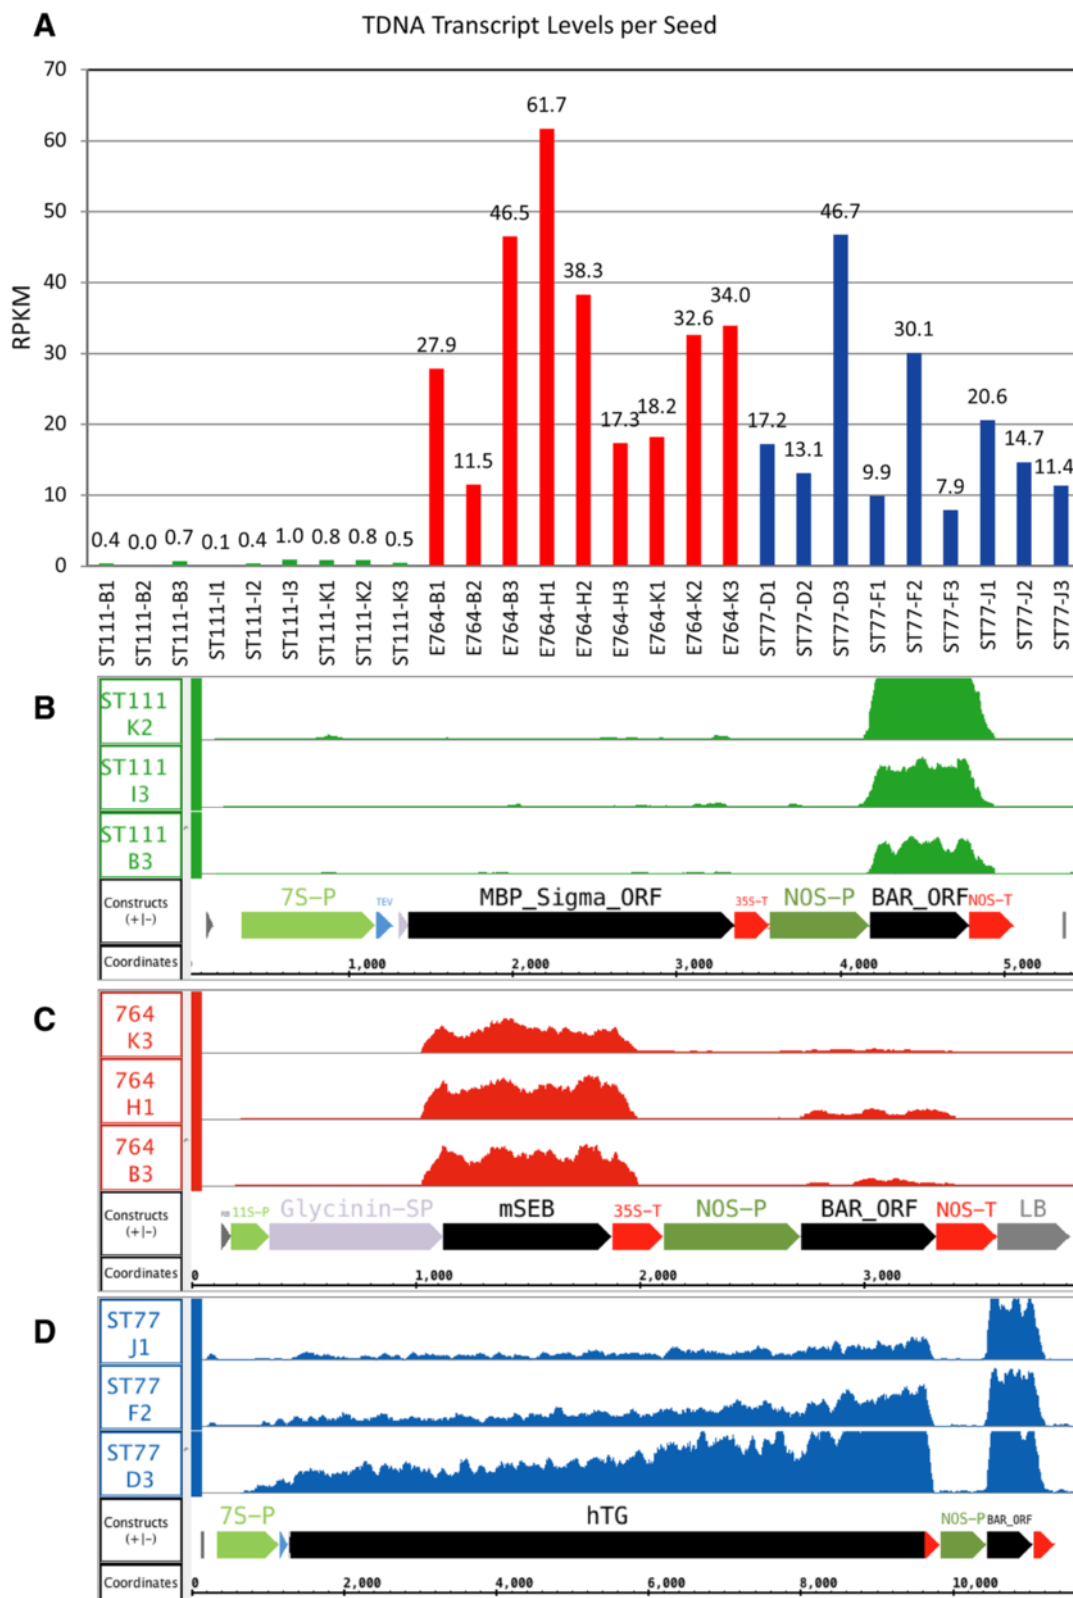 A
TDNA Transcript Levels per Seed
RPKM
70
60
50
40
30
20
10
0
0.4 0.0 0.7 0.1 0.4 1.0 0.8 0.8 0.5 27.9 11.5 46.5 61.7 38.3 17.3 18.2 32.6 34.0 17.2 13.1 46.7 9.9 30.1 7.9 20.6 14.7 11.4
ST111-B1 ST111-B2 ST111-B3 ST111-I1 ST111-I2 ST111-I3 ST111-K1 ST111-K2 ST111-K3 E764-B1 E764-B2 E764-B3 E764-H1 E764-H2 E764-H3 E764-K1 E764-K2 E764-K3 ST77-D1 ST77-D2 ST77-D3 ST77-F1 ST77-F2 ST77-F3 ST77-J1 ST77-J2 ST77-J3
B
ST111
K2
ST111
I3
ST111
B3
Constructs
(+|-)
7S-P TEV MBP_Sigma_ORF 35S-T NOS-P BAR_ORF NOS-T
Coordinates
1,000 2,000 3,000 4,000 5,000
C
764
K3
764
H1
764
B3
Constructs
(+|-)
11S-P Glycinin-SP mSEB 35S-T NOS-P BAR_ORF NOS-T LB
Coordinates
0 1,000 2,000 3,000
D
ST77
J1
ST77
F2
ST77
D3
Constructs
(+|-)
7S-P hTG NOS-P BAR_ORF
Coordinates
0 2,000 4,000 6,000 8,000 10,000